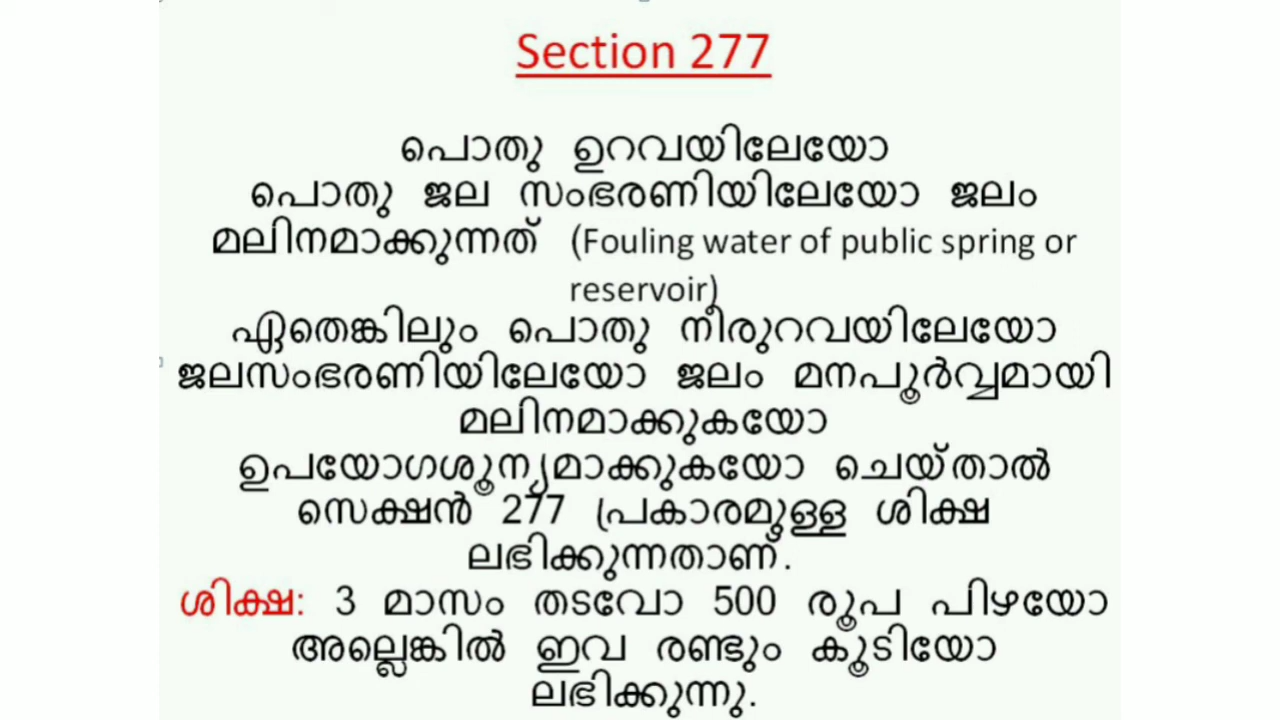 Section 277
പൊതു ഉറവയിലേയോ
പൊതു ജല സംഭരണിയിലേയോ ജലം
മലിനമാക്കുന്നത് (Fouling water of public spring or
reservoir)
ഏതെങ്കിലും പൊതു നീരുറവയിലേയോ
ജലസംഭരണിയിലേയോ ജലം മനപൂർവ്വമായി
മലിനമാക്കുകയോ
ഉപയോഗശൂന്യമാക്കുകയോ ചെയ്താൽ
സെക്ഷൻ 277 പ്രകാരമുള്ള ശിക്ഷ
ലഭിക്കുന്നതാണ്.
ശിക്ഷ: 3 മാസം തടവോ 500 രൂപ പിഴയോ
അല്ലെങ്കിൽ ഇവ രണ്ടും കൂടിയോ
ലഭിക്കുന്നു.